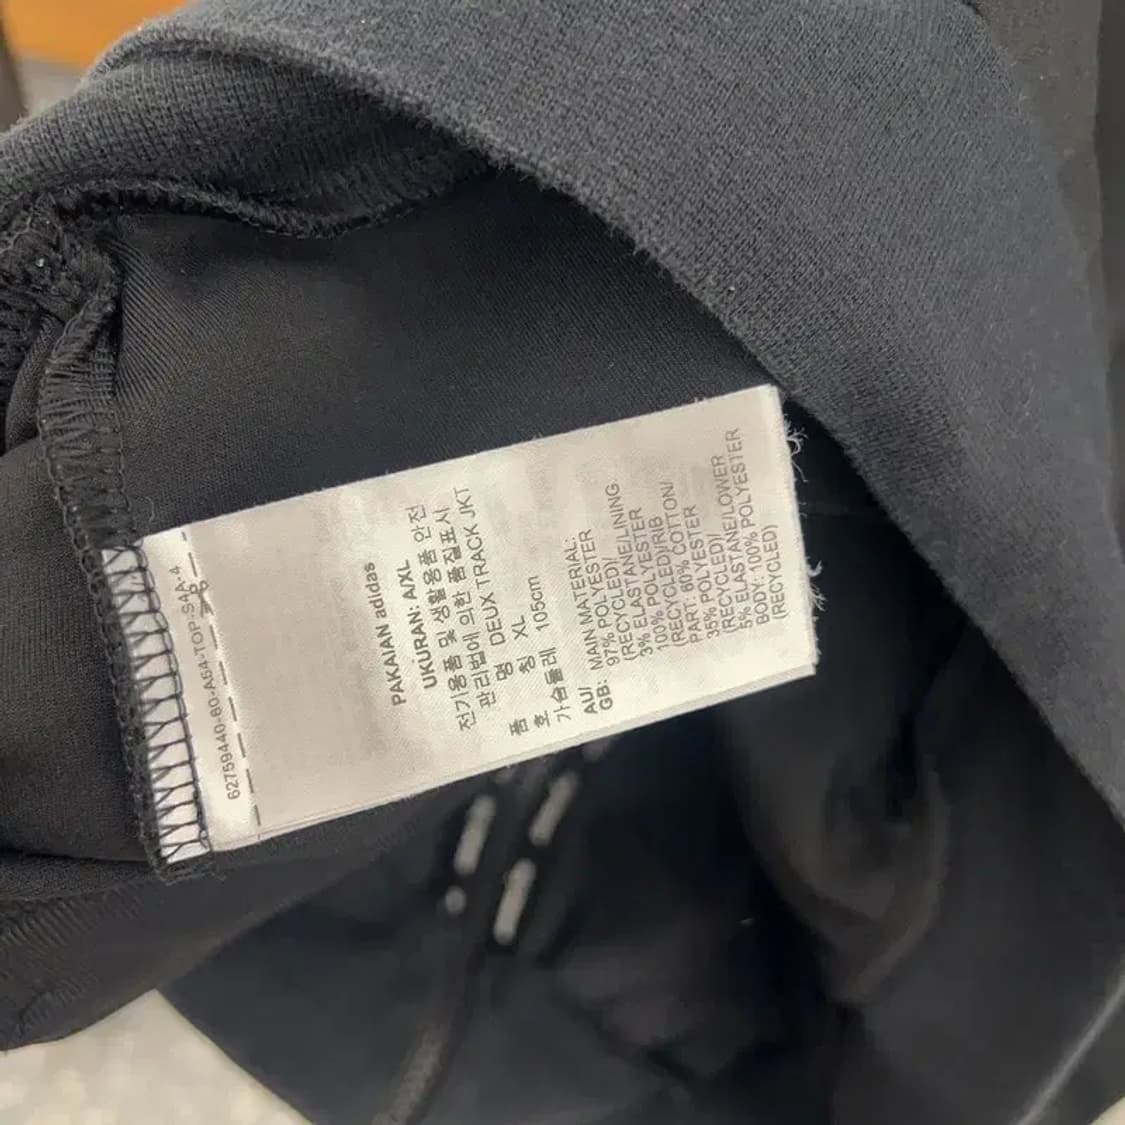 62759440-60-A64-TOP-SAA-4
PAKAIAN adidas
UKURAN: A/XL
전기용품 및 생활용품 안전
관리법에 의한 품질표시
품 명 DEUX TRACK JKT
호 칭 XL
가슴둘레 105cm
AU/ MAIN MATERIAL:
GB: 97% POLYESTER
(RECYCLED)/
3% ELASTANE/LINING:
100% POLYESTER
(RECYCLED)/RIB
PART: 60% COTTON/
35% POLYESTER
(RECYCLED)/
5% ELASTANE/LOWER
BODY: 100% POLYESTER
(RECYCLED)